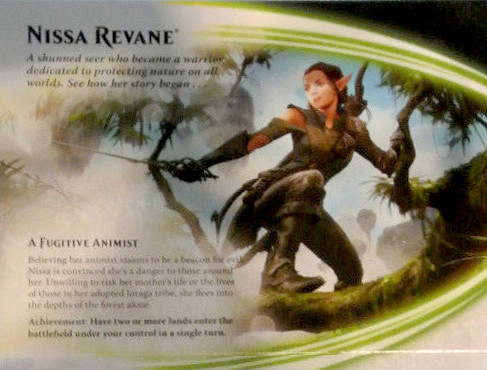 NISSA REVANE®
A shunned seer who became a warrior
dedicated to protecting nature on all
worlds. See how her story began . . .
A FUGITIVE ANIMIST
Believing her animist visions to be a beacon for evil,
Nissa is convinced she's a danger to those around
her. Unwilling to risk her mother's life or the lives
of those in her adopted Joraga tribe, she flees into
the depths of the forest alone.
Achievement: Have two or more lands enter the
battlefield under your control in a single turn.